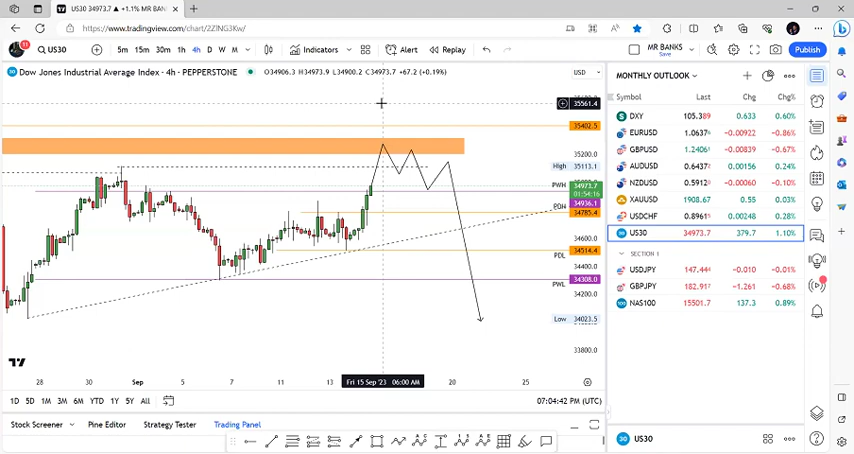 US30 34973.7 ▲ +1.1% MR BANKS
https://www.tradingview.com/chart/2ZING3Kw/
11
US30
5m 15m 30m 1h 4h D W M
Indicators
Alert
Replay
MR BANKS
Save
Publish
Dow Jones Industrial Average Index - 4h - PEPPERSTONE
O34906.3 H34973.9 L34900.2 C34973.7 +67.2 (+0.19%)
USD
35561.4
35402.5
35200.0
High 35113.1
PWH 34973.7
01:54:16
34936.1
PDH
34785.4
34600.0
34514.4
PDL
34400.0
PWL 34308.0
34200.0
Low 34023.5
33800.0
28 30 Sep 5 7 11 13 Fri 15 Sep '23 06:00 AM 20 25
1D 5D 1M 3M 6M YTD 1Y 5Y All
07:04:42 PM (UTC)
Stock Screener Pine Editor Strategy Tester Trading Panel
MONTHLY OUTLOOK
Symbol Last Chg Chg%
DXY 105.389 0.633 0.60%
EURUSD 1.0637 -0.00922 -0.86%
GBPUSD 1.2406 -0.00839 -0.67%
AUDUSD 0.6437 0.00156 0.24%
NZDUSD 0.5912 -0.00060 -0.10%
XAUUSD 1908.67 0.55 0.03%
USDCHF 0.8961 0.00248 0.28%
US30 34973.7 379.7 1.10%
SECTION 1
USDJPY 147.44 -0.010 -0.01%
GBPJPY 182.91 -1.261 -0.68%
NAS100 15501.7 137.3 0.89%
US30